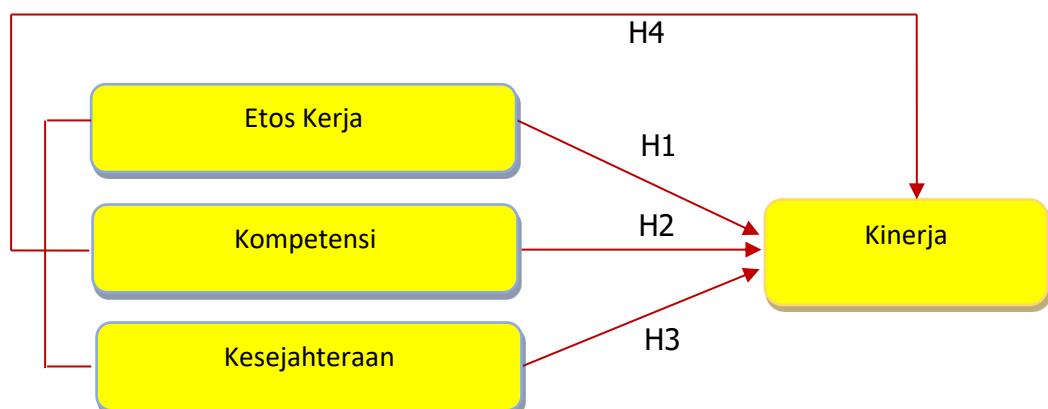 H4
Etos Kerja
H1
Kompetensi
H2
Kinerja
Kesejahteraan
H3